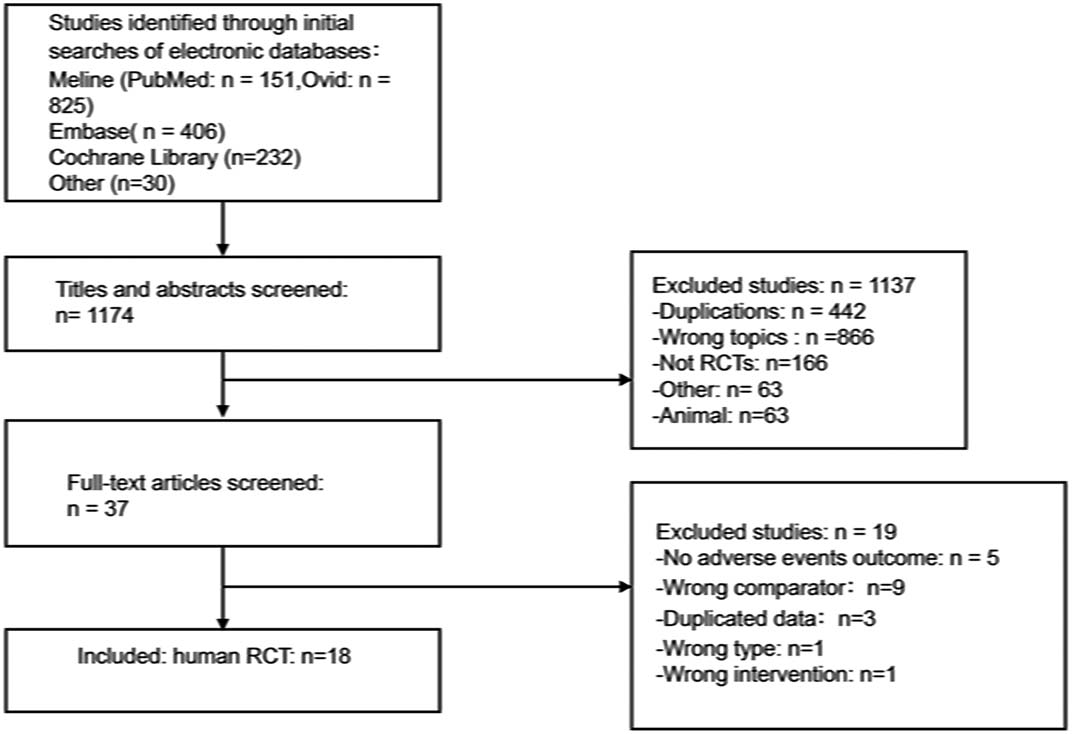 Studies identified through initial
searches of electronic databases：
Meline (PubMed: n = 151,Ovid: n =
825)
Embase( n = 406)
Cochrane Library (n=232)
Other (n=30)
Titles and abstracts screened:
n= 1174
Excluded studies: n = 1137
-Duplications: n = 442
-Wrong topics : n =866
-Not RCTs: n=166
-Other: n= 63
-Animal: n=63
Full-text articles screened:
n = 37
Excluded studies: n = 19
-No adverse events outcome: n = 5
-Wrong comparator： n=9
-Duplicated data： n=3
-Wrong type: n=1
-Wrong intervention: n=1
Included: human RCT: n=18